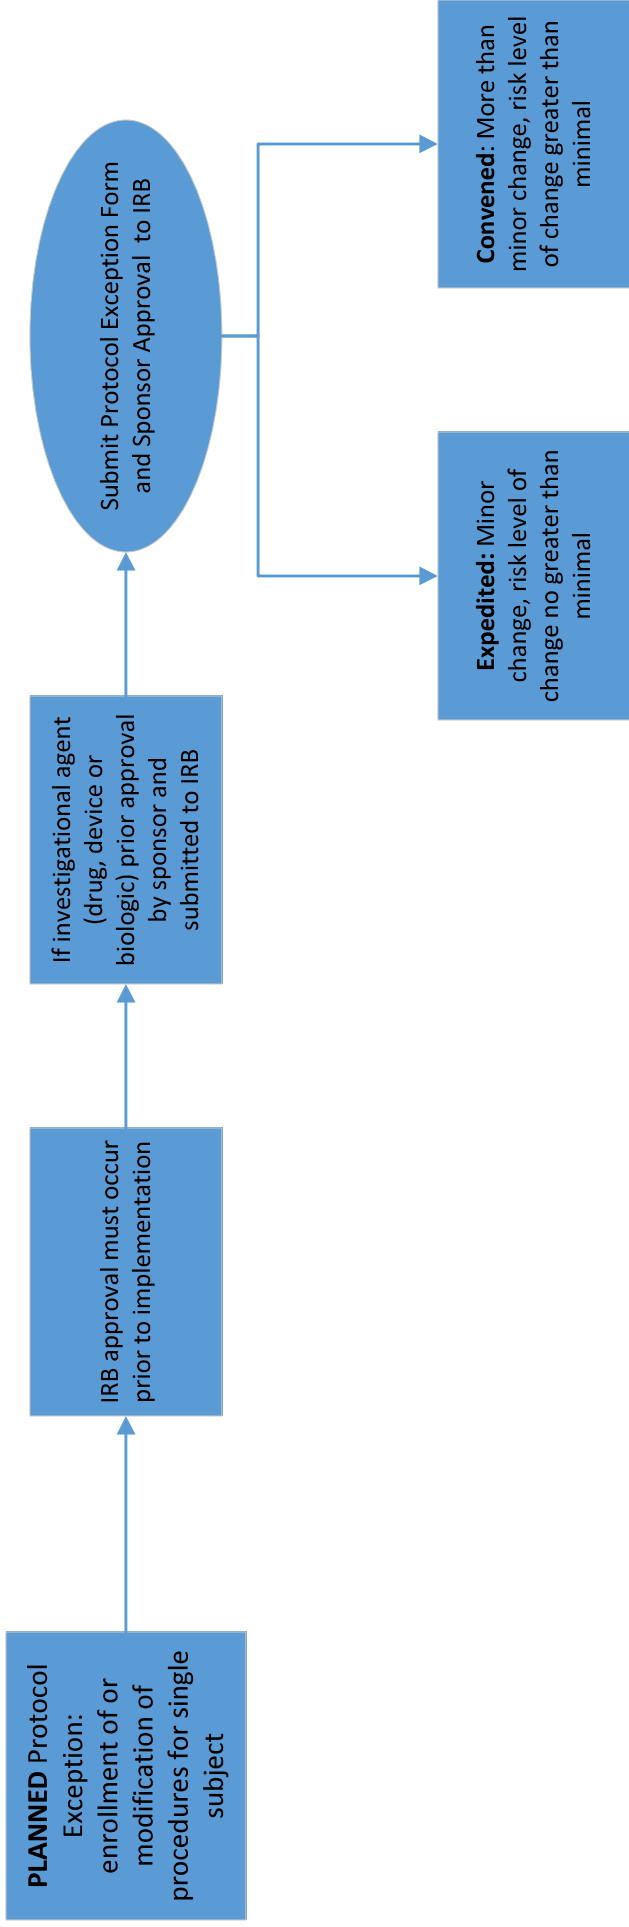 PLANNED Protocol
Exception:
enrollment of or
modification of
procedures for single
subject
IRB approval must occur
prior to implementation
If investigational agent
(drug, device or
biologic) prior approval
by sponsor and
submitted to IRB
Submit Protocol Exception Form
and Sponsor Approval to IRB
Expedited: Minor
change, risk level of
change no greater than
minimal
Convened: More than
minor change, risk level
of change greater than
minimal